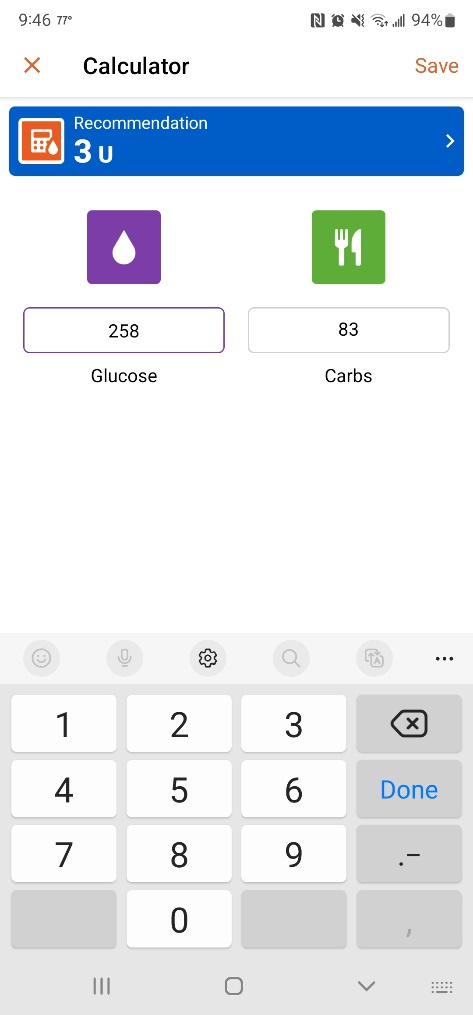 9:46 77° 94%
Calculator Save
Recommendation
3 U
258 83
Glucose Carbs
1 2 3
4 5 6 Done
7 8 9 .-
0 ,